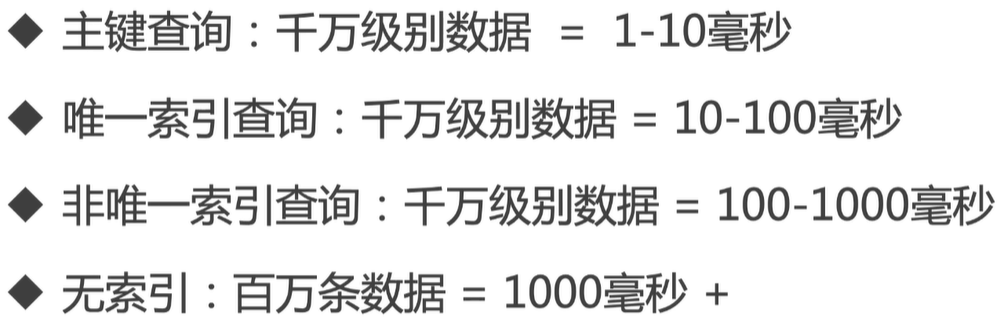 ◆ 主键查询：千万级别数据 = 1-10毫秒
◆ 唯一索引查询：千万级别数据 = 10-100毫秒
◆ 非唯一索引查询：千万级别数据 = 100-1000毫秒
◆ 无索引：百万条数据 = 1000毫秒 +